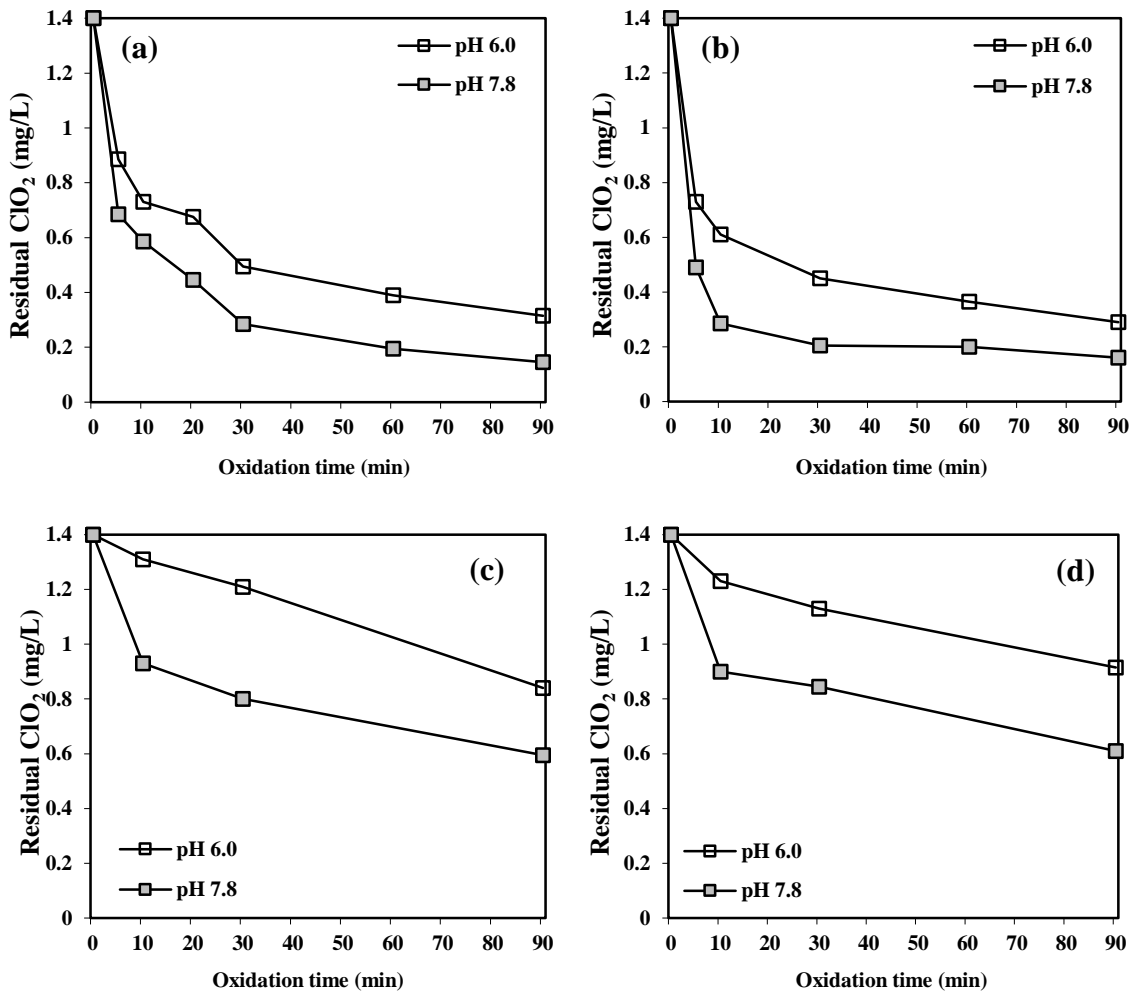 (a)
pH 6.0
pH 7.8
Residual ClO₂ (mg/L)
1.4
1.2
1
0.8
0.6
0.4
0.2
0
0 10 20 30 40 50 60 70 80 90
Oxidation time (min)
(b)
pH 6.0
pH 7.8
Residual ClO₂ (mg/L)
1.4
1.2
1
0.8
0.6
0.4
0.2
0
0 10 20 30 40 50 60 70 80 90
Oxidation time (min)
(c)
Residual ClO₂ (mg/L)
1.4
1.2
1
0.8
0.6
0.4
0.2
0
pH 6.0
pH 7.8
0 10 20 30 40 50 60 70 80 90
Oxidation time (min)
(d)
Residual ClO₂ (mg/L)
1.4
1.2
1
0.8
0.6
0.4
0.2
0
pH 6.0
pH 7.8
0 10 20 30 40 50 60 70 80 90
Oxidation time (min)